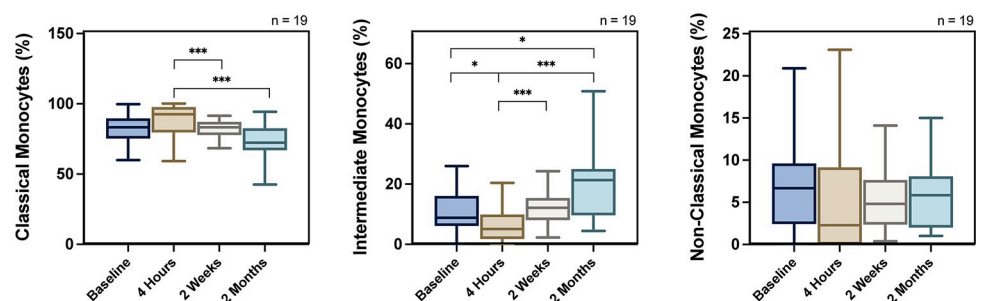 n = 19
Classical Monocytes (%)
150
100
50
0
***
***
Baseline
4 Hours
2 Weeks
2 Months
n = 19
Intermediate Monocytes (%)
60
40
20
0
*
*
***
***
Baseline
4 Hours
2 Weeks
2 Months
n = 19
Non-Classical Monocytes (%)
25
20
15
10
5
0
Baseline
4 Hours
2 Weeks
2 Months